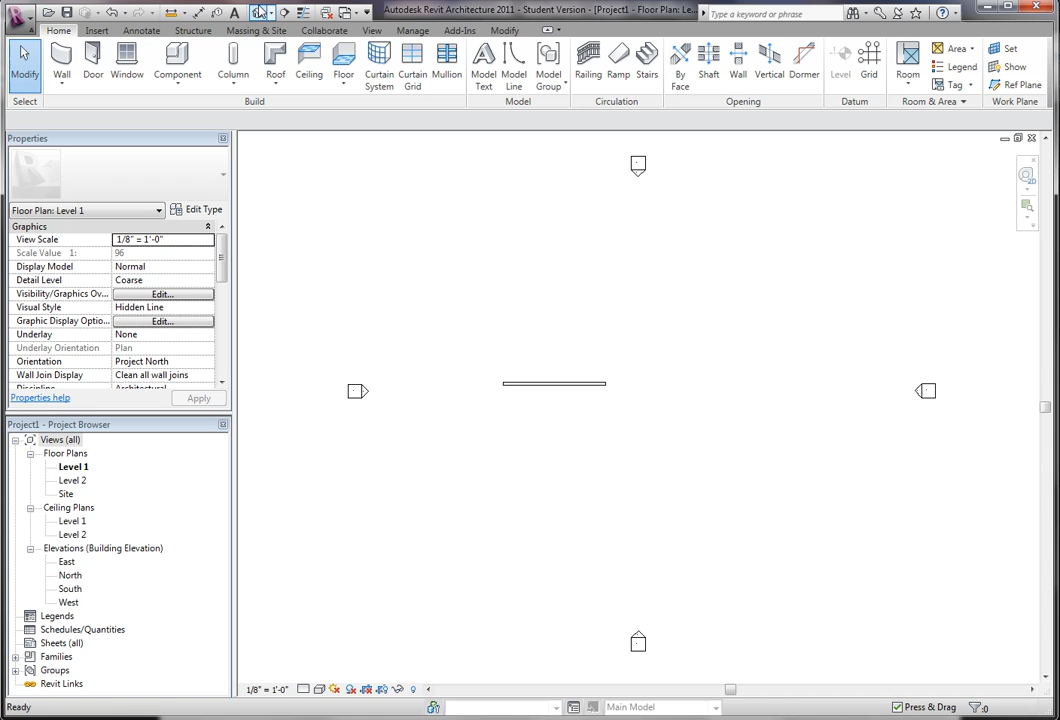 Autodesk Revit Architecture 2011 - Student Version - [Project1 - Floor Plan: Le...
Type a keyword or phrase
Home Insert Annotate Structure Massing & Site Collaborate View Manage Add-Ins Modify
Modify Wall Door Window Component Column Roof Ceiling Floor Curtain System Curtain Grid Mullion Model Text Model Line Model Group Railing Ramp Stairs By Face Shaft Wall Vertical Dormer Level Grid Room Area Legend Tag Set Show Ref Plane
Select Build Model Circulation Opening Datum Room & Area Work Plane
Properties
Floor Plan: Level 1 Edit Type
Graphics
View Scale 1/8" = 1'-0"
Scale Value 1: 96
Display Model Normal
Detail Level Coarse
Visibility/Graphics Ov... Edit...
Visual Style Hidden Line
Graphic Display Optio... Edit...
Underlay None
Underlay Orientation Plan
Orientation Project North
Wall Join Display Clean all wall joins
Discipline Architectural
Properties help Apply
Project1 - Project Browser
Views (all)
Floor Plans
Level 1
Level 2
Site
Ceiling Plans
Level 1
Level 2
Elevations (Building Elevation)
East
North
South
West
Legends
Schedules/Quantities
Sheets (all)
Families
Groups
Revit Links
1/8" = 1'-0"
2D
Ready Main Model Press & Drag :0